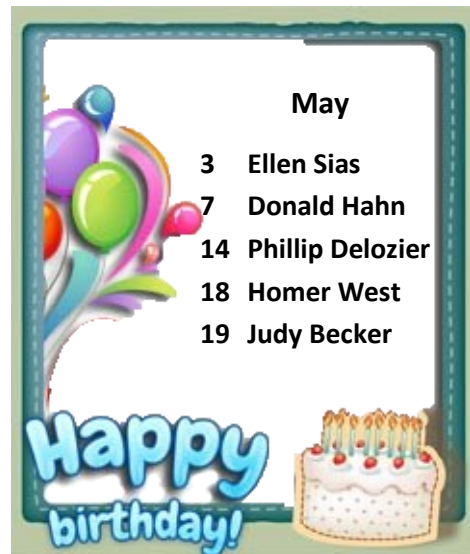 May
3 Ellen Sias
7 Donald Hahn
14 Phillip Delozier
18 Homer West
19 Judy Becker
Happy
birthday!